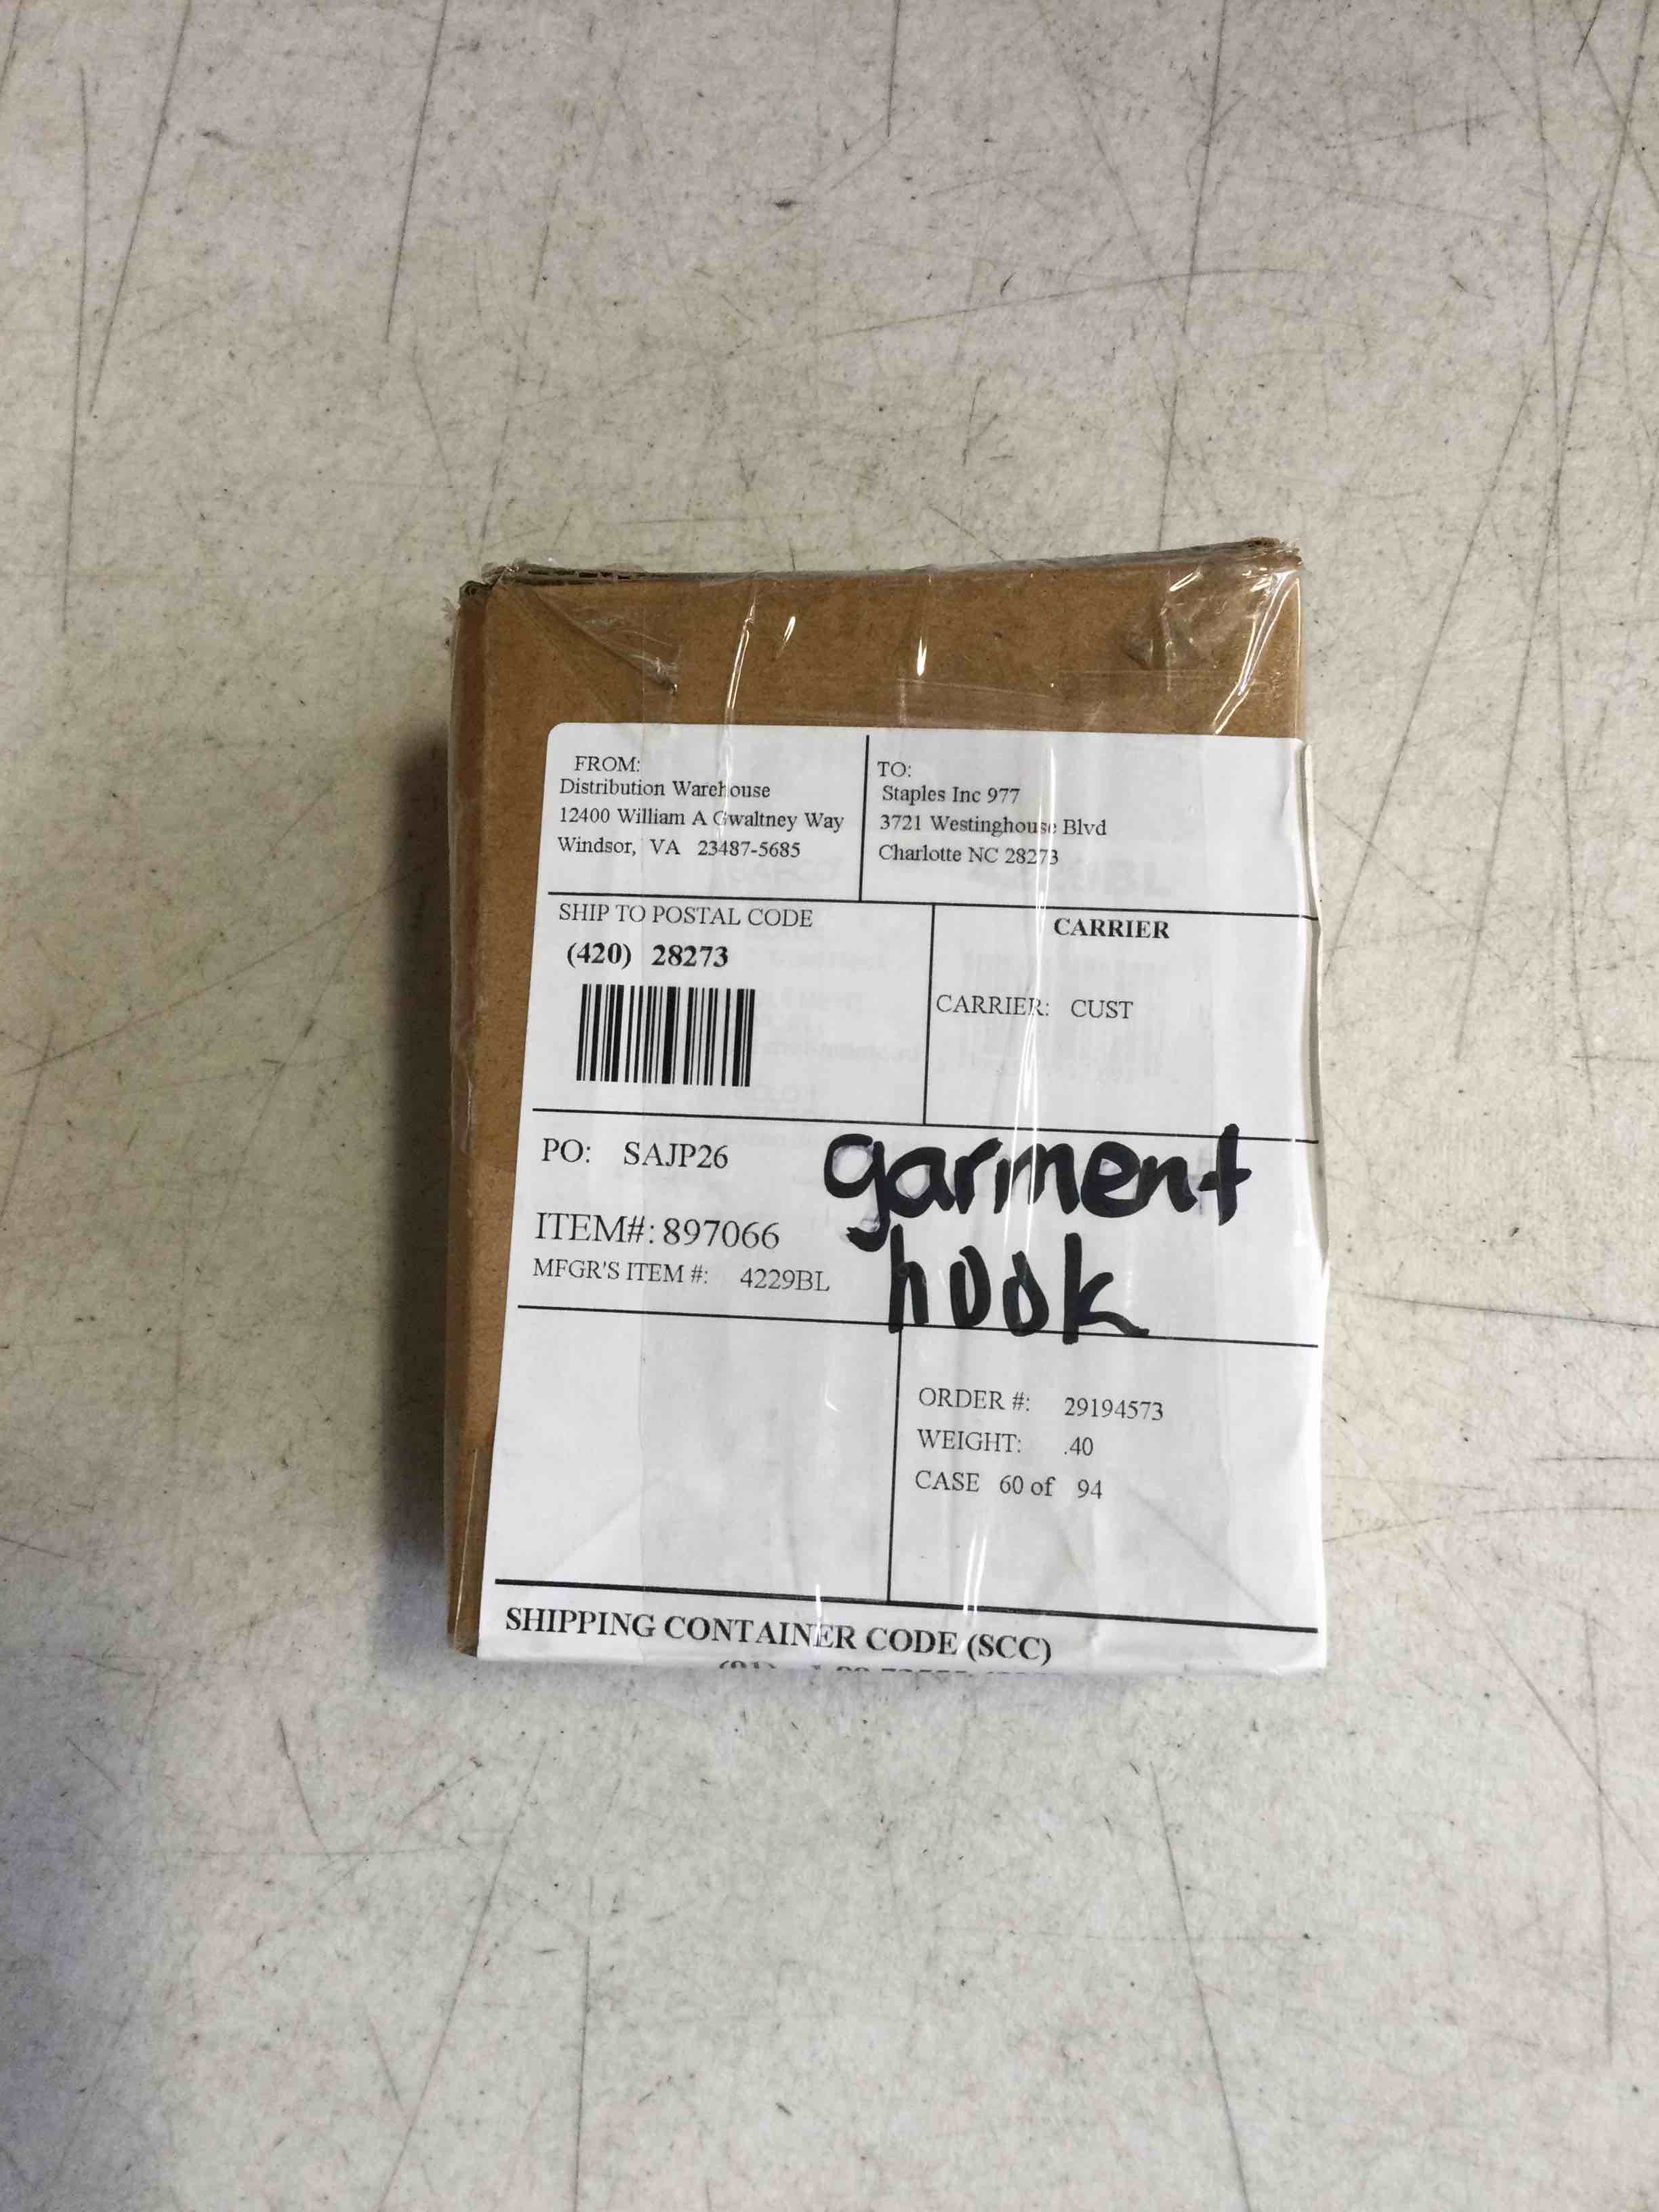 FROM:
Distribution Warehouse
12400 William A Gwaltney Way
Windsor, VA 23487-5685
TO:
Staples Inc 977
3721 Westinghouse Blvd
Charlotte NC 28273
SHIP TO POSTAL CODE
(420) 28273
CARRIER
CARRIER: CUST
PO: SAJP26
ITEM#: 897066
MFGR'S ITEM #: 4229BL
garment
hook
ORDER #: 29194573
WEIGHT: .40
CASE 60 of 94
SHIPPING CONTAINER CODE (SCC)